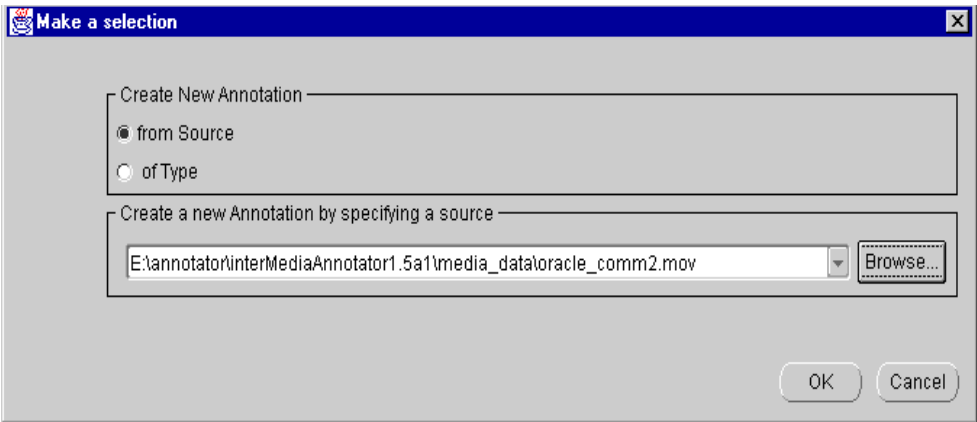 Make a selection
Create New Annotation
from Source
of Type
Create a new Annotation by specifying a source
E:\annotator\interMediaAnnotator1.5a1\media_data\oracle_comm2.mov
Browse...
OK
Cancel